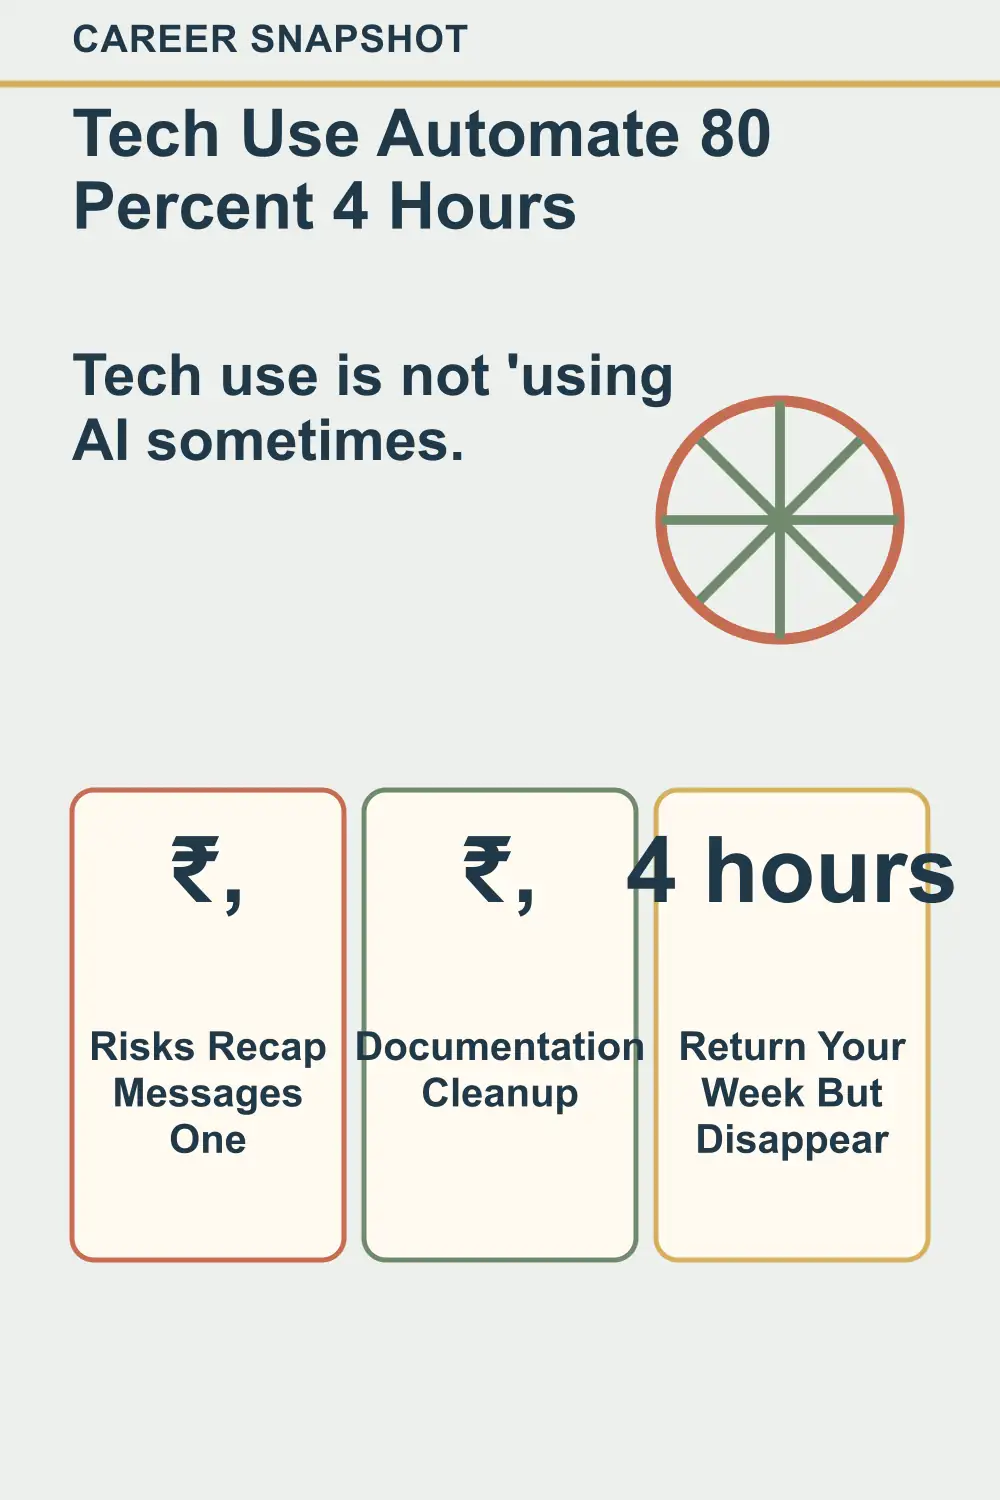 CAREER SNAPSHOT
Tech Use Automate 80
Percent 4 Hours
Tech use is not 'using
AI sometimes.
₹,
Risks Recap
Messages
One
₹,
Documentation
Cleanup
4 hours
Return Your
Week But
Disappear